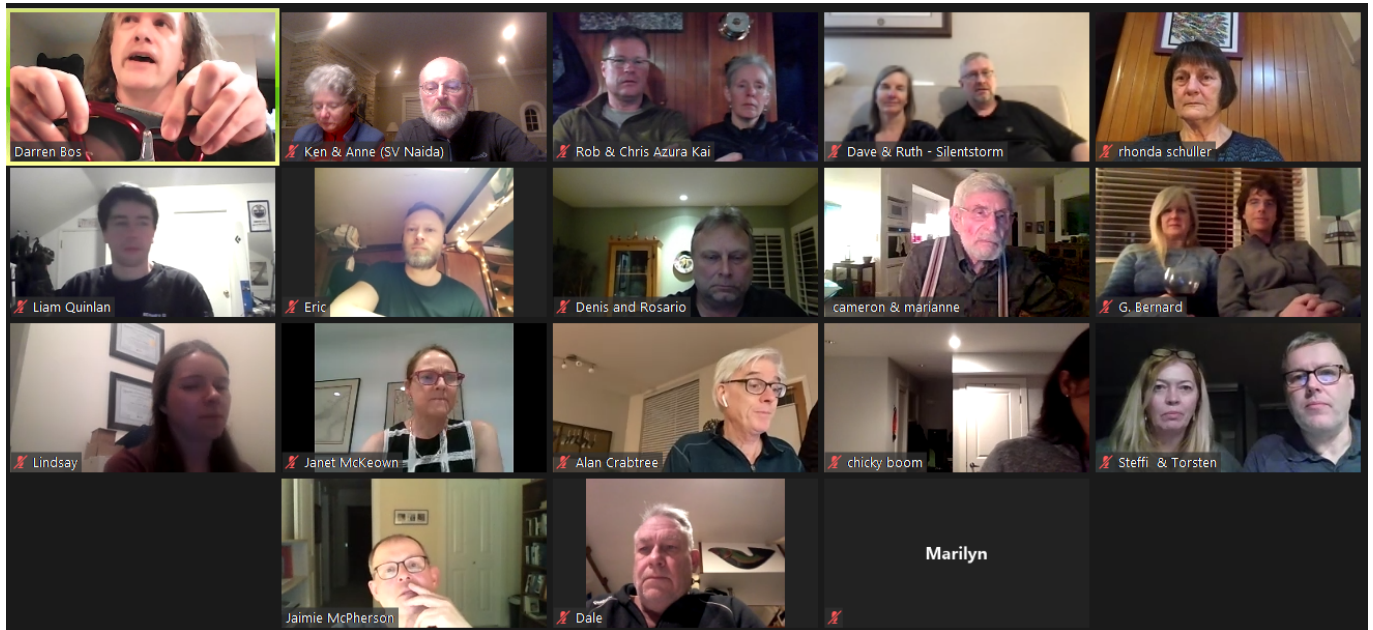 Darren Bos
Ken & Anne (SV Naida)
Rob & Chris Azura Kai
Dave & Ruth - Silentstorm
rhonda schuller
Liam Quinlan
Eric
Denis and Rosario
cameron & marianne
G. Bernard
Lindsay
Janet McKeown
Alan Crabtree
chicky boom
Steffi & Torsten
Jaimie McPherson
Dale
Marilyn